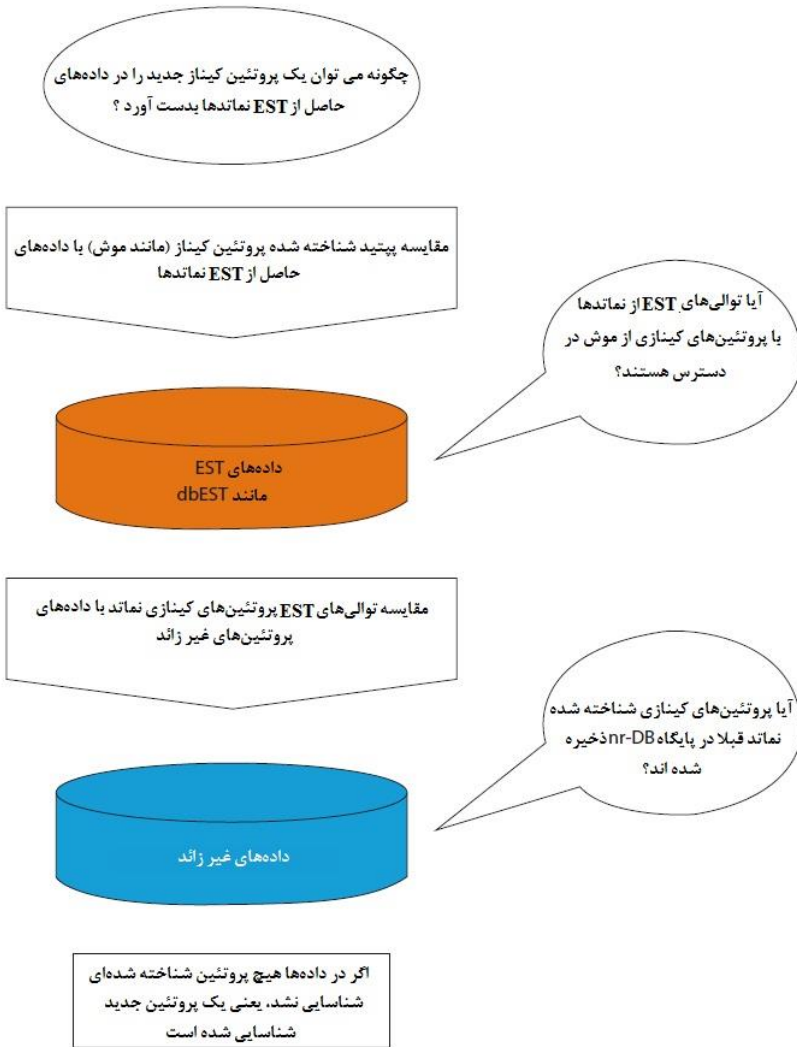 چگونه می توان یک پروتئین کیناز جدید را در داده‌های
حاصل از EST نماتدها بدست آورد ؟
مقایسه پپتید شناخته شده پروتئین کیناز (مانند موش) با داده‌های
حاصل از EST نماتدها
آیا توالی‌های EST از نماتدها
یا پروتئین‌های کینازی از موش در
دسترس هستند؟
داده‌های EST
مانند dbEST
مقایسه توالی‌های EST پروتئین‌های کینازی نماتد با داده‌های
پروتئین‌های غیر زائد
آیا پروتئین‌های کینازی شناخته شده
نماتد قبلا در پایگاه nr-DB ذخیره
شده اند؟
داده‌های غیر زائد
اگر در داده‌ها هیچ پروتئین شناخته شده‌ای
شناسایی نشد، یعنی یک پروتئین جدید
شناسایی شده است